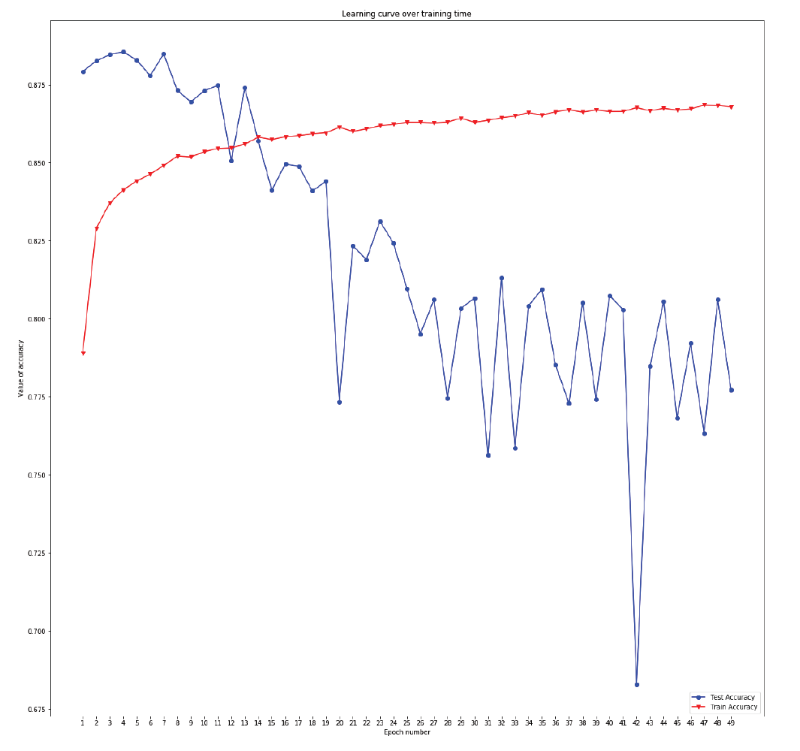 Learning curve over training time
Value of accuracy
0.875
0.850
0.825
0.800
0.775
0.750
0.725
0.700
0.675
1 2 3 4 5 6 7 8 9 10 11 12 13 14 15 16 17 18 19 20 21 22 23 24 25 26 27 28 29 30 31 32 33 34 35 36 37 38 39 40 41 42 43 44 45 46 47 48 49
Epoch number
Test Accuracy
Train Accuracy